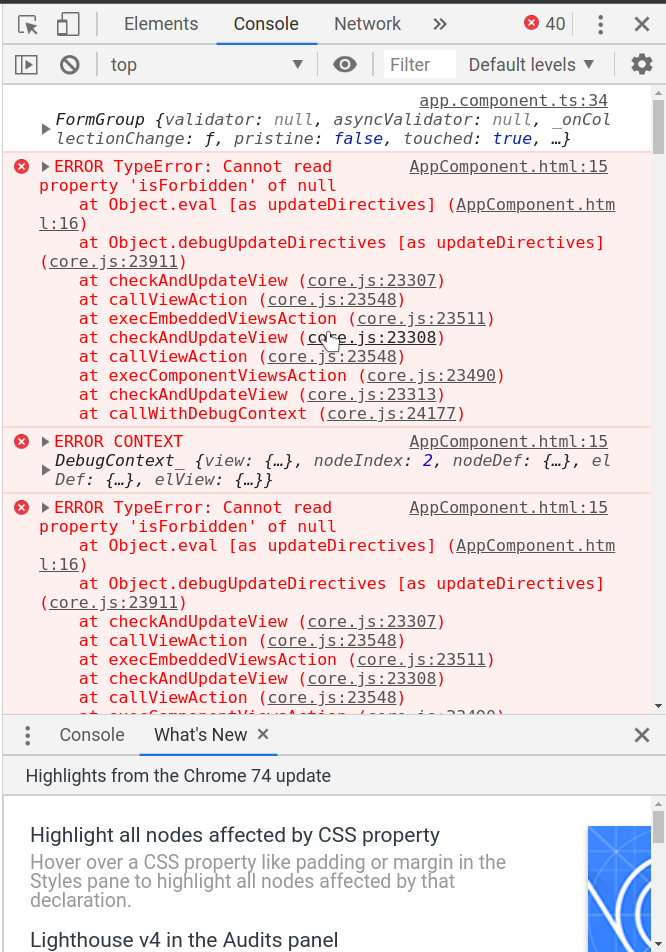 Elements Console Network » 40
top Filter Default levels
app.component.ts:34
FormGroup {validator: null, asyncValidator: null, _onCol
lectionChange: ƒ, pristine: false, touched: true, …}
ERROR TypeError: Cannot read AppComponent.html:15
property 'isForbidden' of null
at Object.eval [as updateDirectives] (AppComponent.htm
l:16)
at Object.debugUpdateDirectives [as updateDirectives]
(core.js:23911)
at checkAndUpdateView (core.js:23307)
at callViewAction (core.js:23548)
at execEmbeddedViewsAction (core.js:23511)
at checkAndUpdateView (core.js:23308)
at callViewAction (core.js:23548)
at execComponentViewsAction (core.js:23490)
at checkAndUpdateView (core.js:23313)
at callWithDebugContext (core.js:24177)
ERROR CONTEXT AppComponent.html:15
DebugContext_ {view: {…}, nodeIndex: 2, nodeDef: {…}, el
Def: {…}, elView: {…}}
ERROR TypeError: Cannot read AppComponent.html:15
property 'isForbidden' of null
at Object.eval [as updateDirectives] (AppComponent.htm
l:16)
at Object.debugUpdateDirectives [as updateDirectives]
(core.js:23911)
at checkAndUpdateView (core.js:23307)
at callViewAction (core.js:23548)
at execEmbeddedViewsAction (core.js:23511)
at checkAndUpdateView (core.js:23308)
at callViewAction (core.js:23548)
Console What's New
Highlights from the Chrome 74 update
Highlight all nodes affected by CSS property
Hover over a CSS property like padding or margin in the
Styles pane to highlight all nodes affected by that
declaration.
Lighthouse v4 in the Audits panel